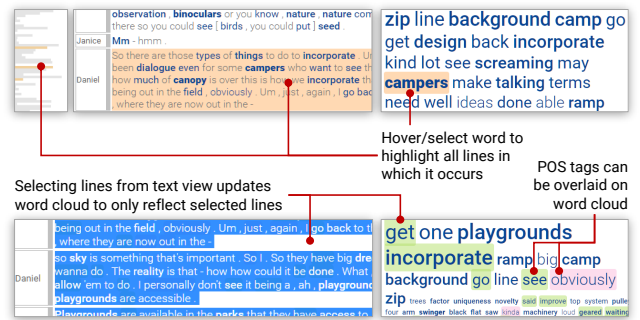 observation , binoculars or you know , nature , nature com
there so you could see [ birds , you could put ] seed .
Janice Mm - hmm .
So there are those types of things to do to incorporate . Ur
been dialogue even for some campers who want to see th
Daniel how much of canopy is over this is how we incorporate th
being out in the field , obviously . Um , just , again , I go bac
, where they are now out in the -
zip line background camp go
get design back incorporate
kind lot see screaming may
campers make talking terms
need well ideas done able ramp
Hover/select word to
highlight all lines in
which it occurs
Selecting lines from text view updates
word cloud to only reflect selected lines
POS tags can
be overlaid on
word cloud
being out in the field , obviously . Um , just , again , I go back to th
, where they are now out in the -
so sky is something that's important . So I . So they have big dre
wanna do . The reality is that - how how could it be done . What
Daniel allow 'em to do . I personally don't see it being a , ah , playgroun
playgrounds are accessible .
Playgrounds are available in the parks that they have access to
get one playgrounds
incorporate ramp big camp
background go line see obviously
zip trees factor uniqueness novelty said improve top system pulle
four arm swinger black flat saw kinda machinery loud geared waiting